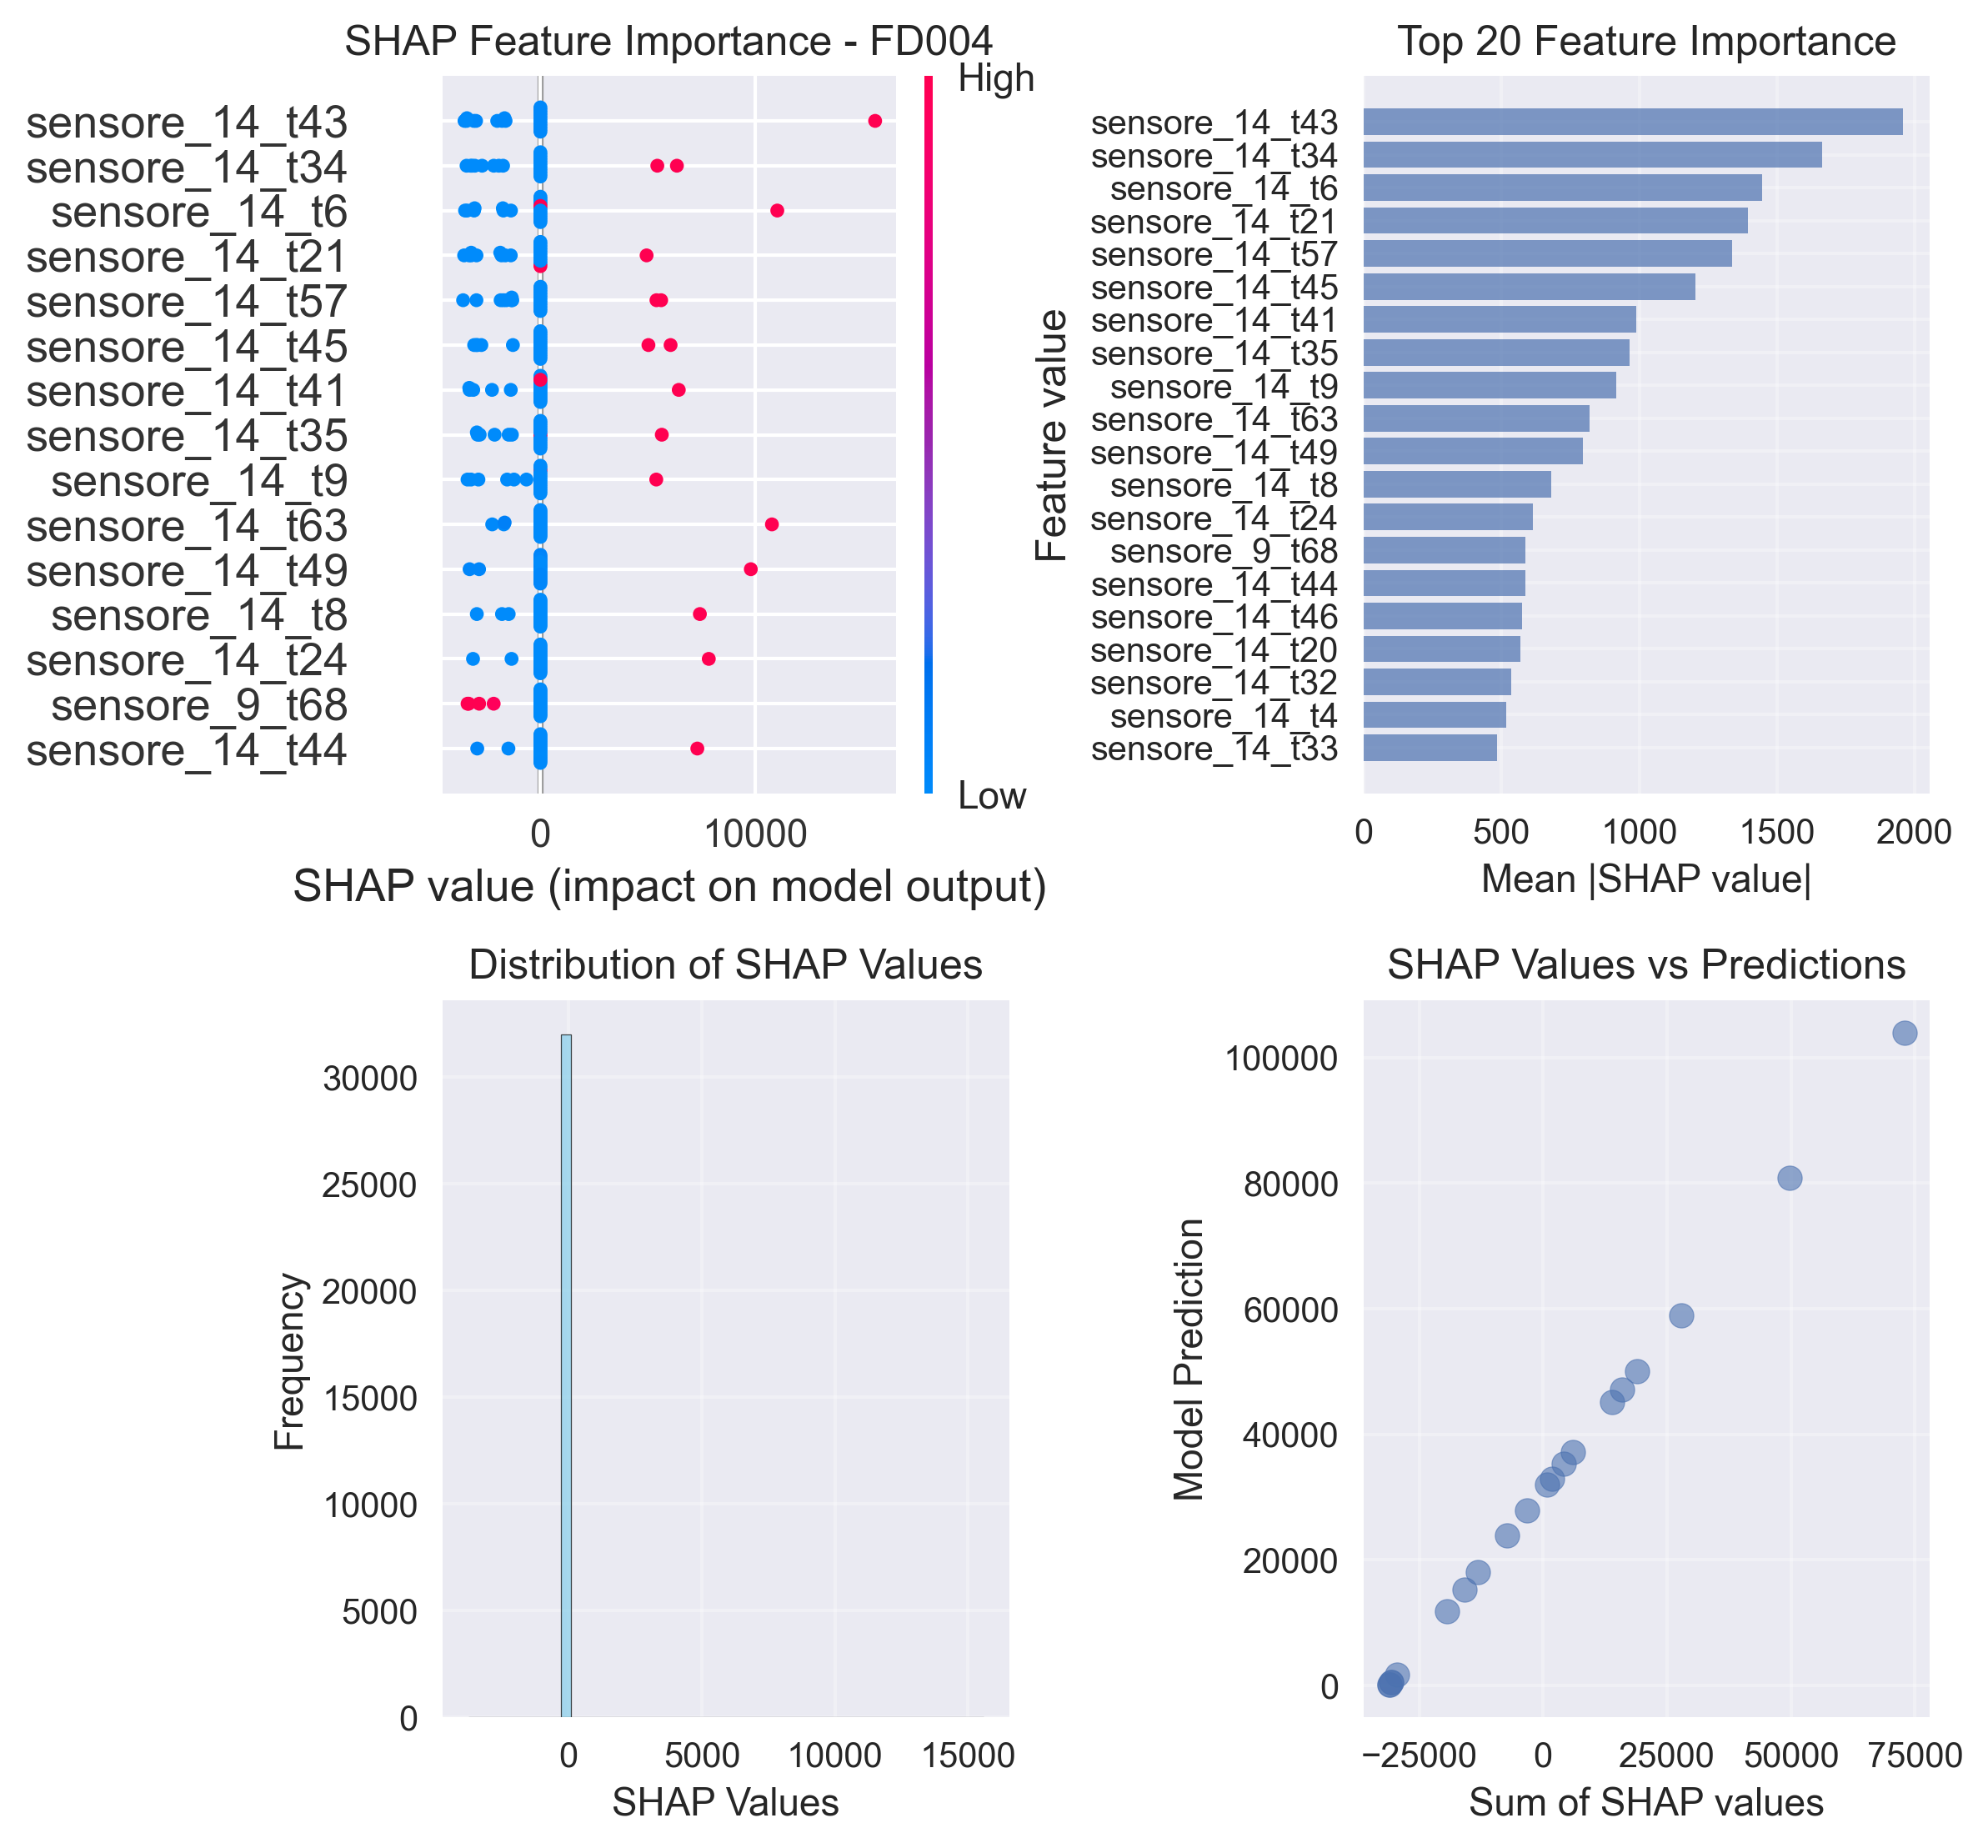 SHAP Feature Importance - FD004
High
sensore_14_t43
sensore_14_t34
sensore_14_t6
sensore_14_t21
sensore_14_t57
sensore_14_t45
sensore_14_t41
sensore_14_t35
sensore_14_t9
sensore_14_t63
sensore_14_t49
sensore_14_t8
sensore_14_t24
sensore_9_t68
sensore_14_t44
Low
Feature value
0 10000
SHAP value (impact on model output)
Top 20 Feature Importance
sensore_14_t43
sensore_14_t34
sensore_14_t6
sensore_14_t21
sensore_14_t57
sensore_14_t45
sensore_14_t41
sensore_14_t35
sensore_14_t9
sensore_14_t63
sensore_14_t49
sensore_14_t8
sensore_14_t24
sensore_9_t68
sensore_14_t44
sensore_14_t46
sensore_14_t20
sensore_14_t32
sensore_14_t4
sensore_14_t33
0 500 1000 1500 2000
Mean |SHAP value|
Distribution of SHAP Values
Frequency
30000
25000
20000
15000
10000
5000
0
0 5000 10000 15000
SHAP Values
SHAP Values vs Predictions
Model Prediction
100000
80000
60000
40000
20000
0
−25000 0 25000 50000 75000
Sum of SHAP values